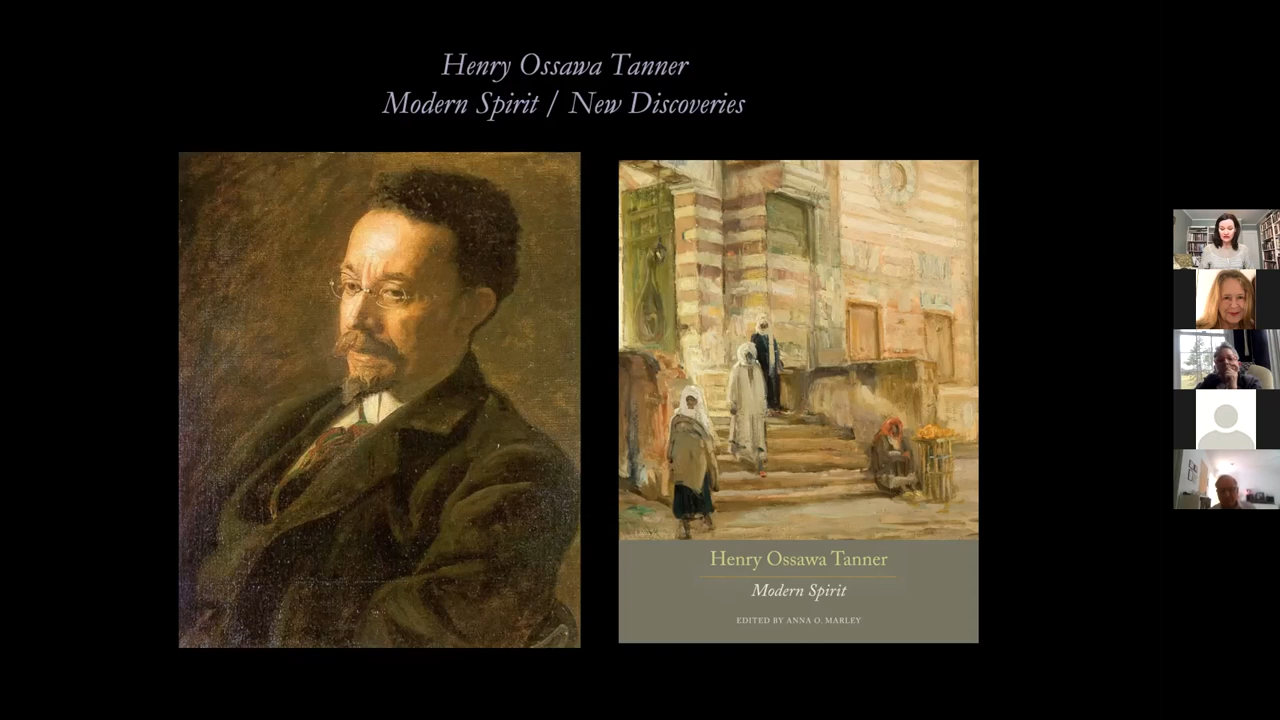 Henry Ossawa Tanner
Modern Spirit / New Discoveries
Henry Ossawa Tanner
Modern Spirit
EDITED BY ANNA O. MARLEY